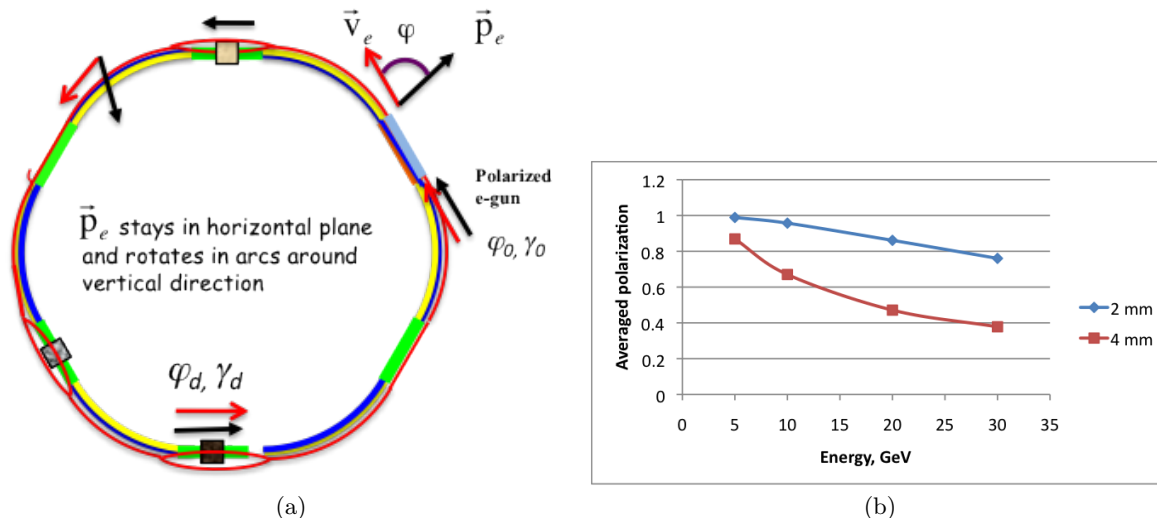 v⃗e φ p⃗e
Polarized
e-gun
φ0, γ0
p⃗e stays in horizontal plane
and rotates in arcs around
vertical direction
φd, γd
(a)
Averaged polarization
1.2
1
0.8
0.6
0.4
0.2
0
0 5 10 15 20 25 30 35
Energy, GeV
2 mm
4 mm
(b)